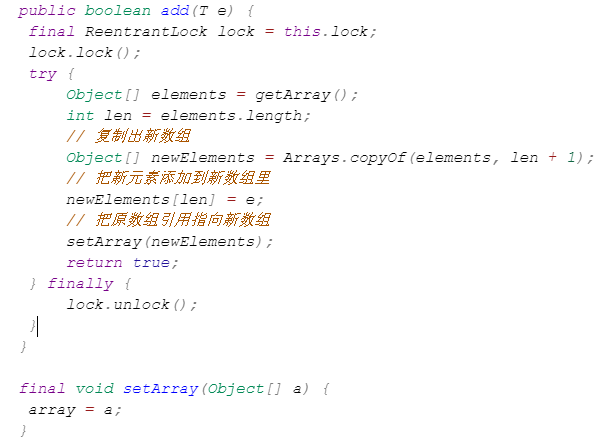 public boolean add(T e) {
final ReentrantLock lock = this.lock;
lock.lock();
try {
Object[] elements = getArray();
int len = elements.length;
// 复制出新数组
Object[] newElements = Arrays.copyOf(elements, len + 1);
// 把新元素添加到新数组里
newElements[len] = e;
// 把原数组引用指向新数组
setArray(newElements);
return true;
} finally {
lock.unlock();
}
}
final void setArray(Object[] a) {
array = a;
}